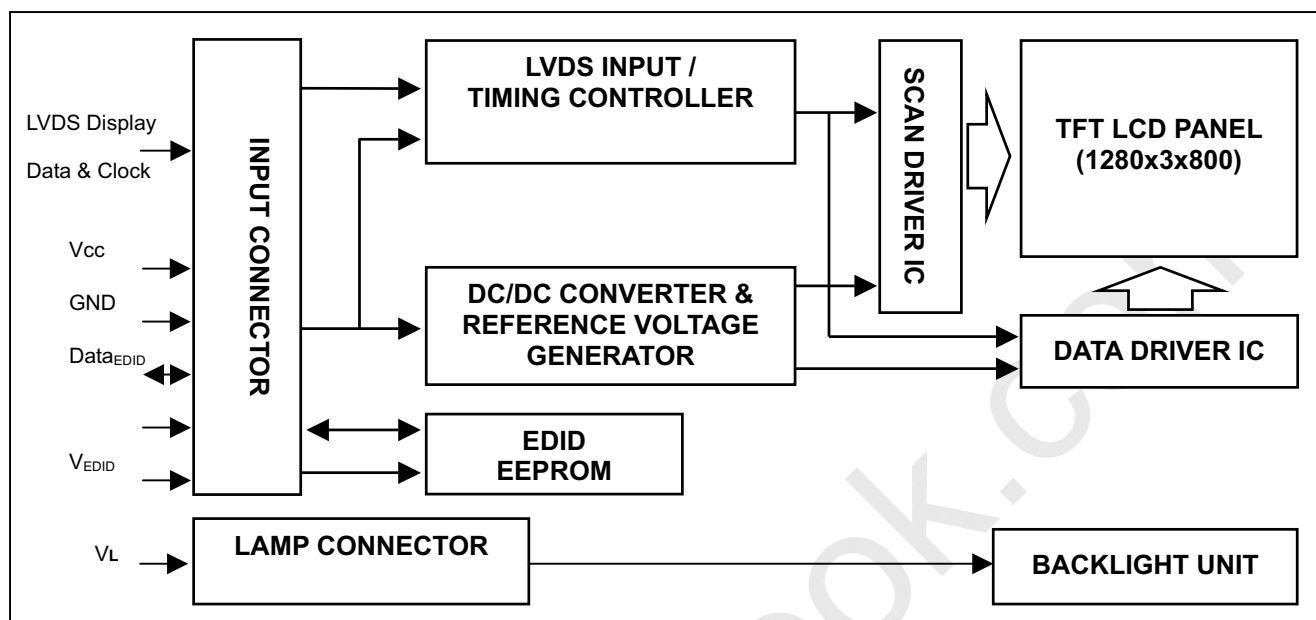 LVDS Display
Data & Clock
Vcc
GND
DataEDID
VEDID
VL
INPUT CONNECTOR
LVDS INPUT /
TIMING CONTROLLER
DC/DC CONVERTER &
REFERENCE VOLTAGE
GENERATOR
EDID
EEPROM
LAMP CONNECTOR
SCAN DRIVER IC
TFT LCD PANEL
(1280x3x800)
DATA DRIVER IC
BACKLIGHT UNIT